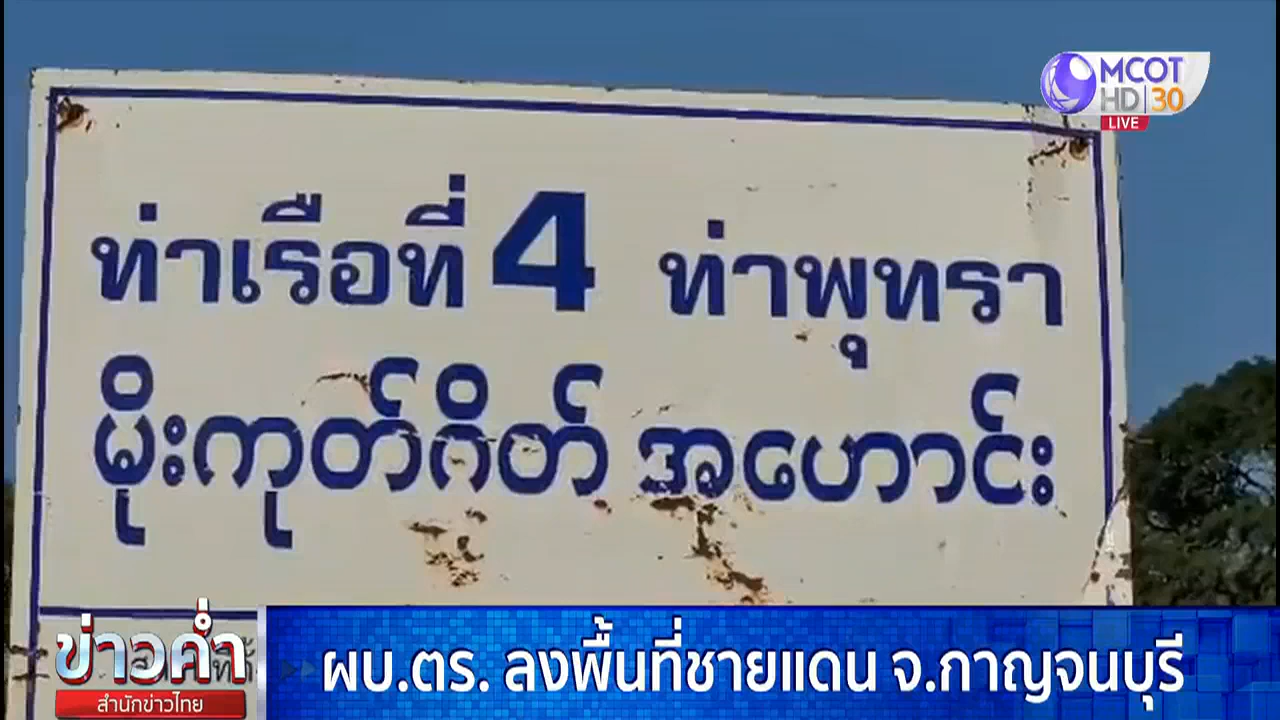 MCOT
HD 30
LIVE
ท่าเรือที่ 4 ท่าพุทรา
မိုးကုတ်ဂိတ် အဟောင်း
ข่าวค่ำ
สำนักข่าวไทย
ผบ.ตร. ลงพื้นที่ชายแดน จ.กาญจนบุรี